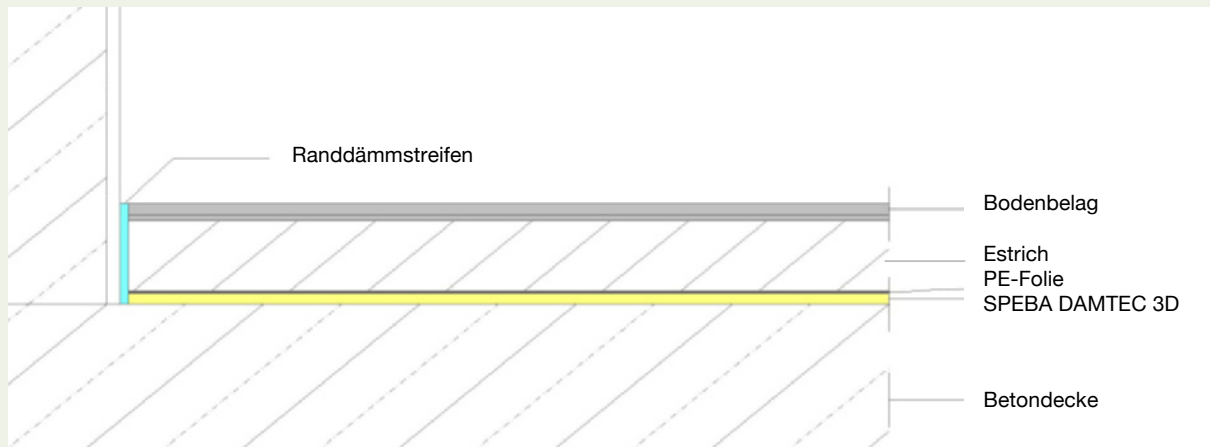 Randdämmstreifen
Bodenbelag
Estrich
PE-Folie
SPEBA DAMTEC 3D
Betondecke